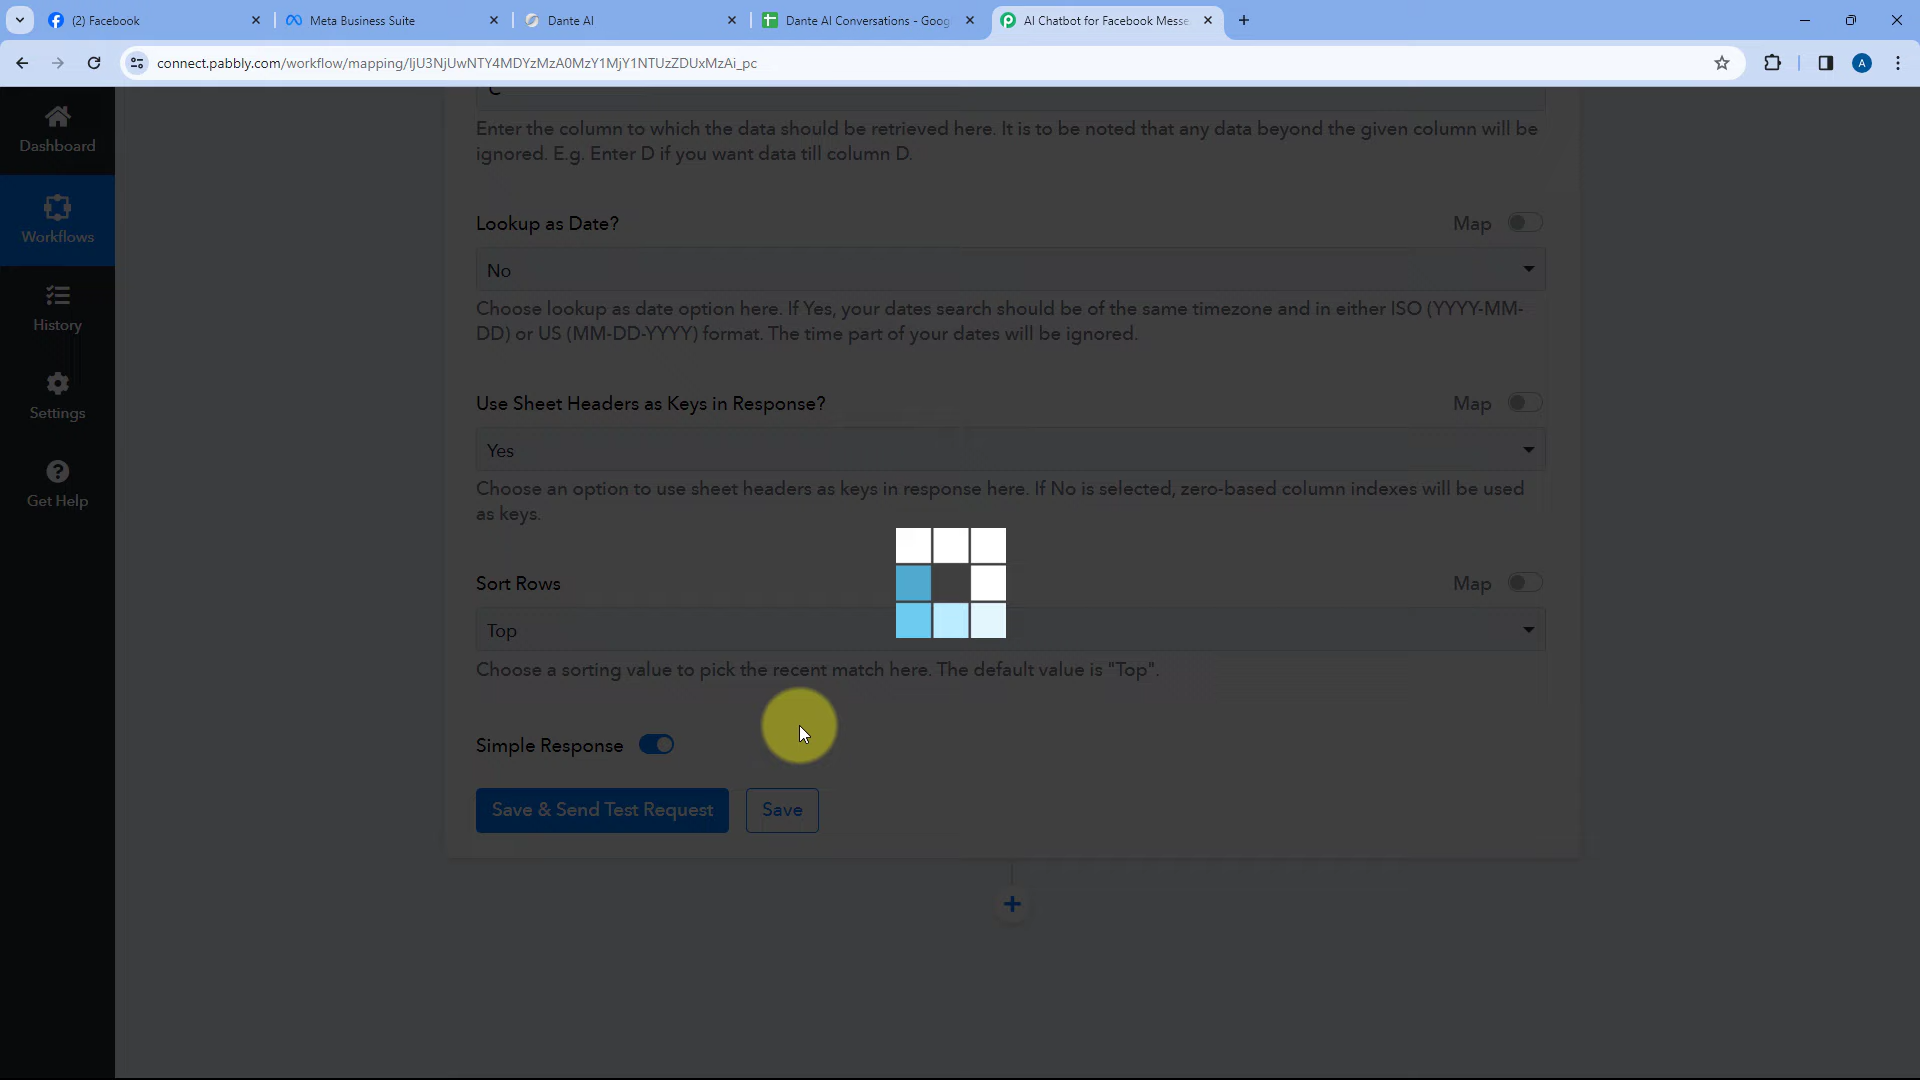 (2) Facebook
Meta Business Suite
Dante AI
Dante AI Conversations - Goog
AI Chatbot for Facebook Messe
connect.pabbly.com/workflow/mapping/IjU3NjUwNTY4MDYzMzA0MzY1MjY1NTUzZDUxMzAi_pc
A
Dashboard
Workflows
History
Settings
Get Help
C
Enter the column to which the data should be retrieved here. It is to be noted that any data beyond the given column will be
ignored. E.g. Enter D if you want data till column D.
Lookup as Date?
Map
No
Choose lookup as date option here. If Yes, your dates search should be of the same timezone and in either ISO (YYYY-MM-
DD) or US (MM-DD-YYYY) format. The time part of your dates will be ignored.
Use Sheet Headers as Keys in Response?
Map
Yes
Choose an option to use sheet headers as keys in response here. If No is selected, zero-based column indexes will be used
as keys.
Sort Rows
Map
Top
Choose a sorting value to pick the recent match here. The default value is "Top".
Simple Response
Save & Send Test Request
Save